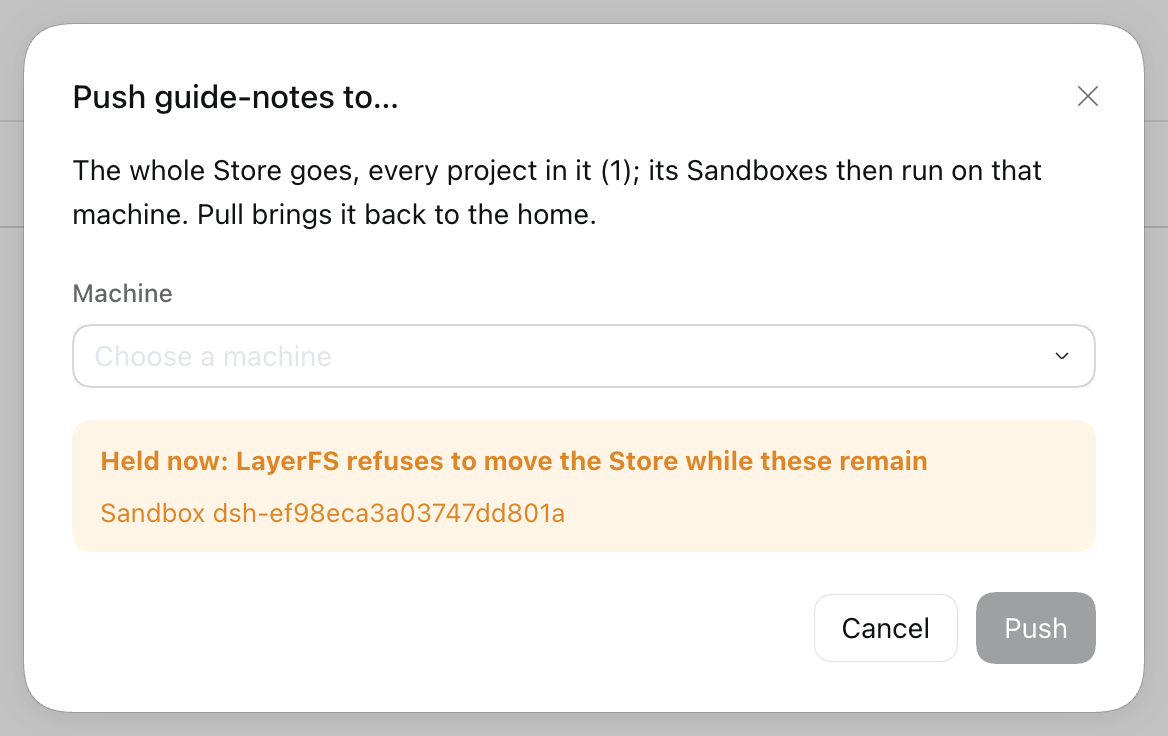 Push guide-notes to...
The whole Store goes, every project in it (1); its Sandboxes then run on that
machine. Pull brings it back to the home.
Machine
Choose a machine
Held now: LayerFS refuses to move the Store while these remain
Sandbox dsh-ef98eca3a03747dd801a
Cancel
Push